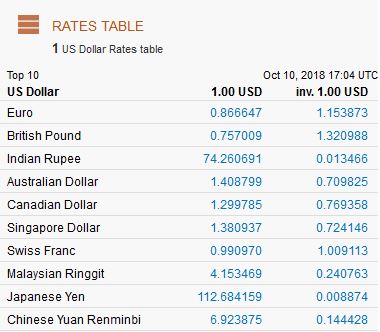 RATES TABLE
1 US Dollar Rates table
Top 10 Oct 10, 2018 17:04 UTC
US Dollar 1.00 USD inv. 1.00 USD
Euro 0.866647 1.153873
British Pound 0.757009 1.320988
Indian Rupee 74.260691 0.013466
Australian Dollar 1.408799 0.709825
Canadian Dollar 1.299785 0.769358
Singapore Dollar 1.380937 0.724146
Swiss Franc 0.990970 1.009113
Malaysian Ringgit 4.153469 0.240763
Japanese Yen 112.684159 0.008874
Chinese Yuan Renminbi 6.923875 0.144428